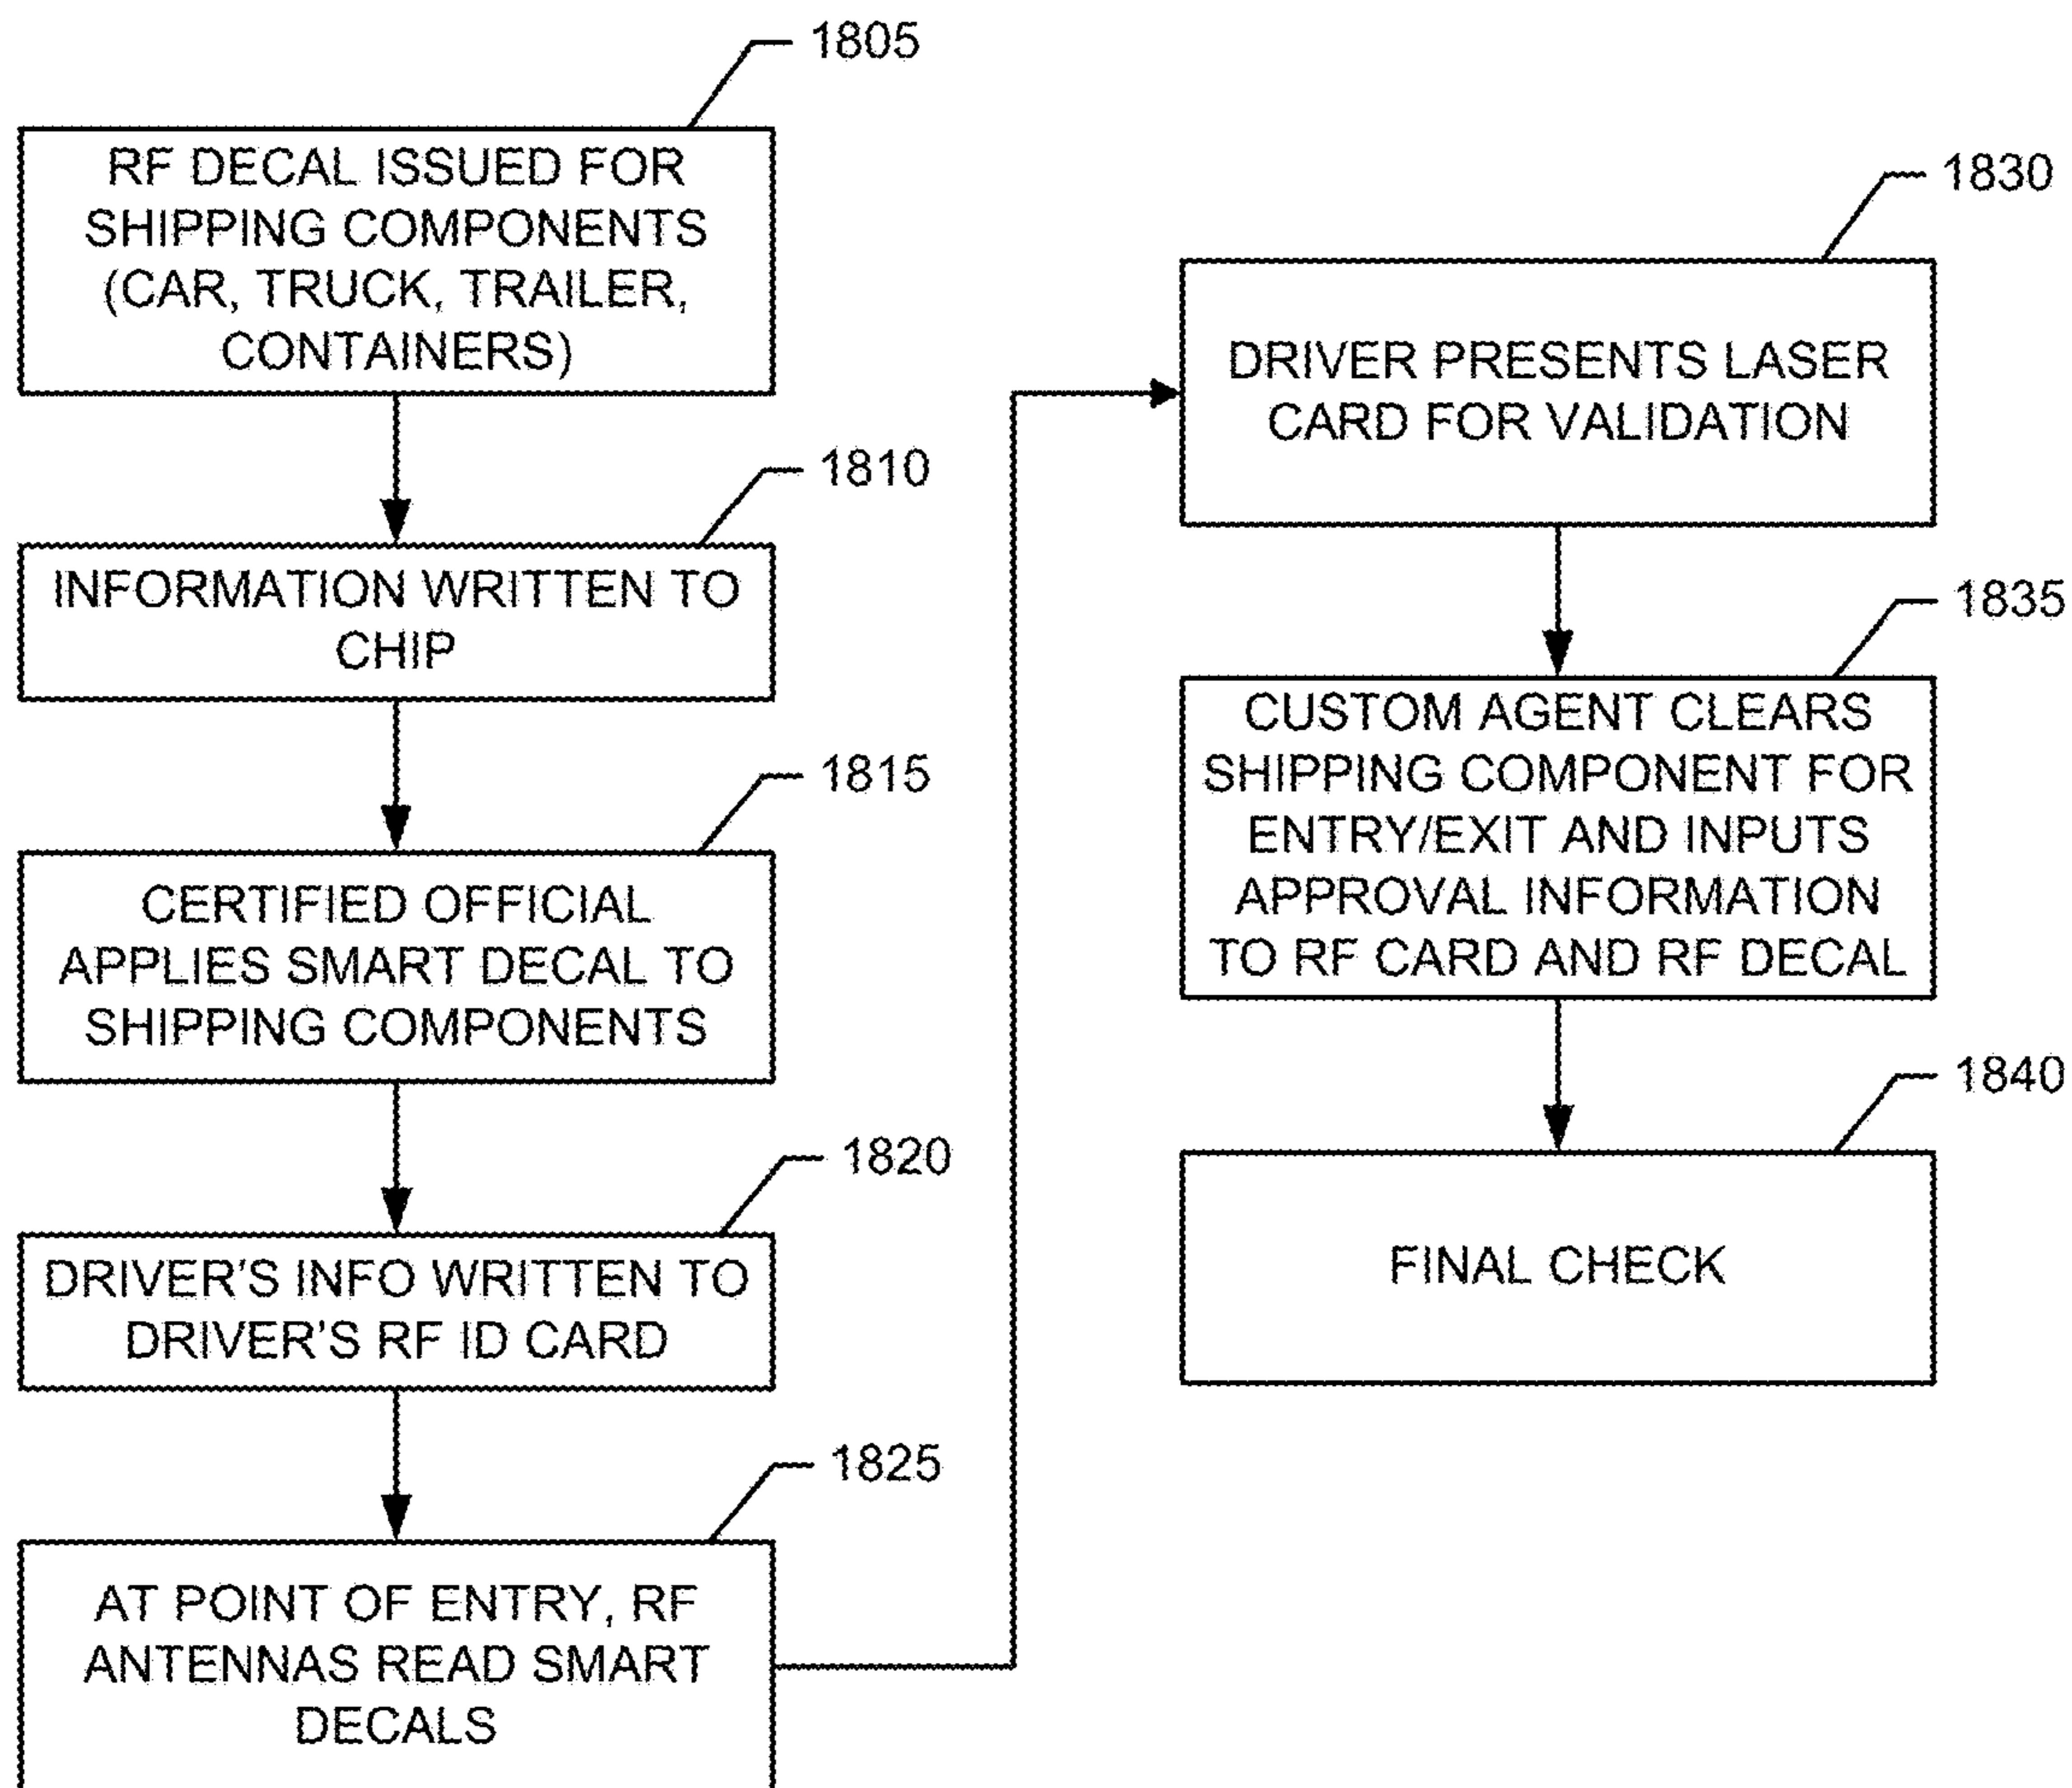 1805
RF DECAL ISSUED FOR
SHIPPING COMPONENTS
(CAR, TRUCK, TRAILER,
CONTAINERS)
1810
INFORMATION WRITTEN TO
CHIP
1815
CERTIFIED OFFICIAL
APPLIES SMART DECAL TO
SHIPPING COMPONENTS
1820
DRIVER'S INFO WRITTEN TO
DRIVER'S RF ID CARD
1825
AT POINT OF ENTRY, RF
ANTENNAS READ SMART
DECALS
1830
DRIVER PRESENTS LASER
CARD FOR VALIDATION
1835
CUSTOM AGENT CLEARS
SHIPPING COMPONENT FOR
ENTRY/EXIT AND INPUTS
APPROVAL INFORMATION
TO RF CARD AND RF DECAL
1840
FINAL CHECK